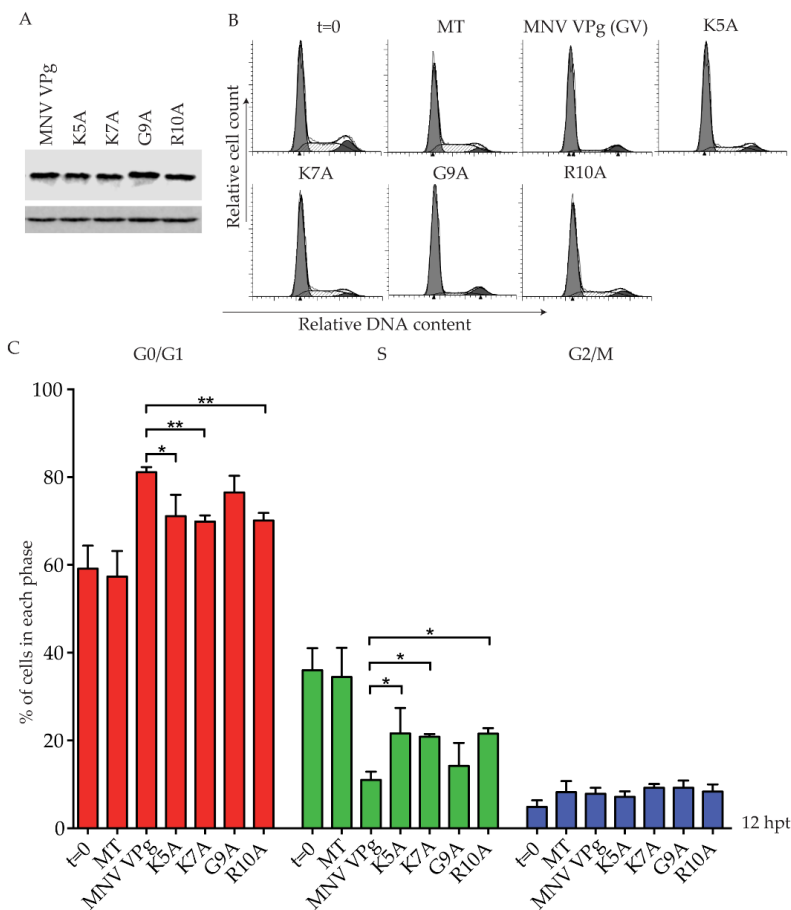 A
MNV VPg
K5A
K7A
G9A
R10A
B
t=0
MT
MNV VPg (GV)
K5A
K7A
G9A
R10A
Relative cell count
Relative DNA content
C
G0/G1
S
G2/M
% of cells in each phase
100
80
60
40
20
0
**
**
*
*
*
*
t=0
MT
MNV VPg
K5A
K7A
G9A
R10A
t=0
MT
MNV VPg
K5A
K7A
G9A
R10A
t=0
MT
MNV VPg
K5A
K7A
G9A
R10A
12 hpt